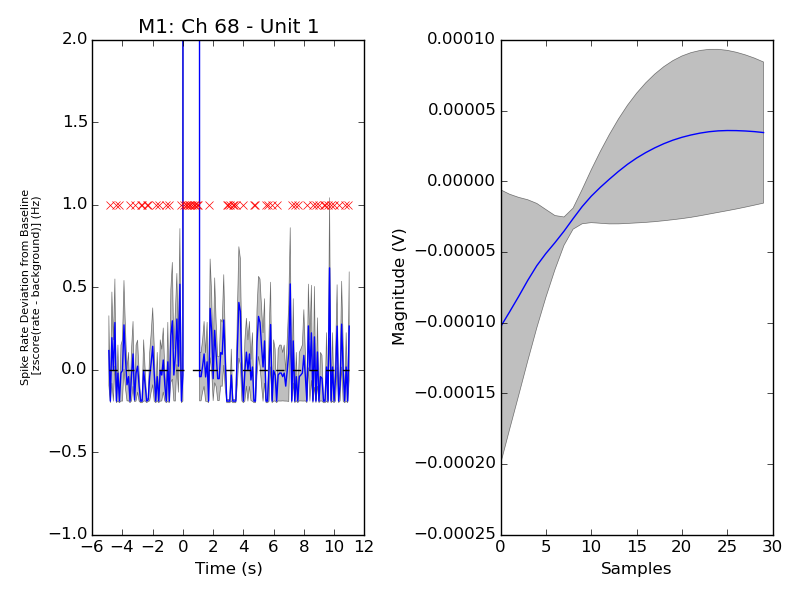 M1: Ch 68 - Unit 1
Spike Rate Deviation from Baseline
[zscore(rate - background)] (Hz)
2.0
1.5
1.0
0.5
0.0
−0.5
−1.0
−6 −4 −2 0 2 4 6 8 10 12
Time (s)
Magnitude (V)
0.00010
0.00005
0.00000
−0.00005
−0.00010
−0.00015
−0.00020
−0.00025
0 5 10 15 20 25 30
Samples